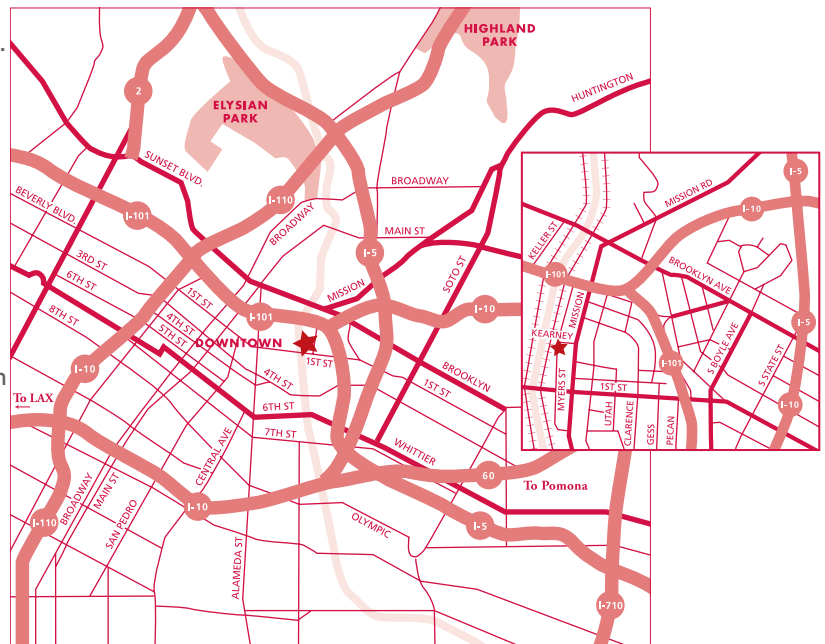 HIGHLAND
PARK
HUNTINGTON
2
ELYSIAN
PARK
SUNSET BLVD.
BROADWAY
I-110
BEVERLY BLVD.
I-101
BROADWAY
MAIN ST
I-5
3RD ST
6TH ST
8TH ST
1ST ST
4TH ST
5TH ST
MISSION
SOTO ST
I-101
I-10
DOWNTOWN
1ST ST
BROOKLYN
I-10
4TH ST
1ST ST
To LAX
6TH ST
7TH ST
WHITTIER
CENTRAL AVE
60
To Pomona
BROADWAY
MAIN ST
SAN PEDRO
I-10
I-110
OLYMPIC
I-5
ALAMEDA ST
I-710
I-5
MISSION RD
I-10
KELLER ST
I-101
BROOKLYN AVE
MISSION
KEARNEY
I-5
S BOYLE AVE
I-101
S STATE ST
1ST ST
MYERS ST
UTAH
CLARENCE
GESS
PECAN
I-10
n